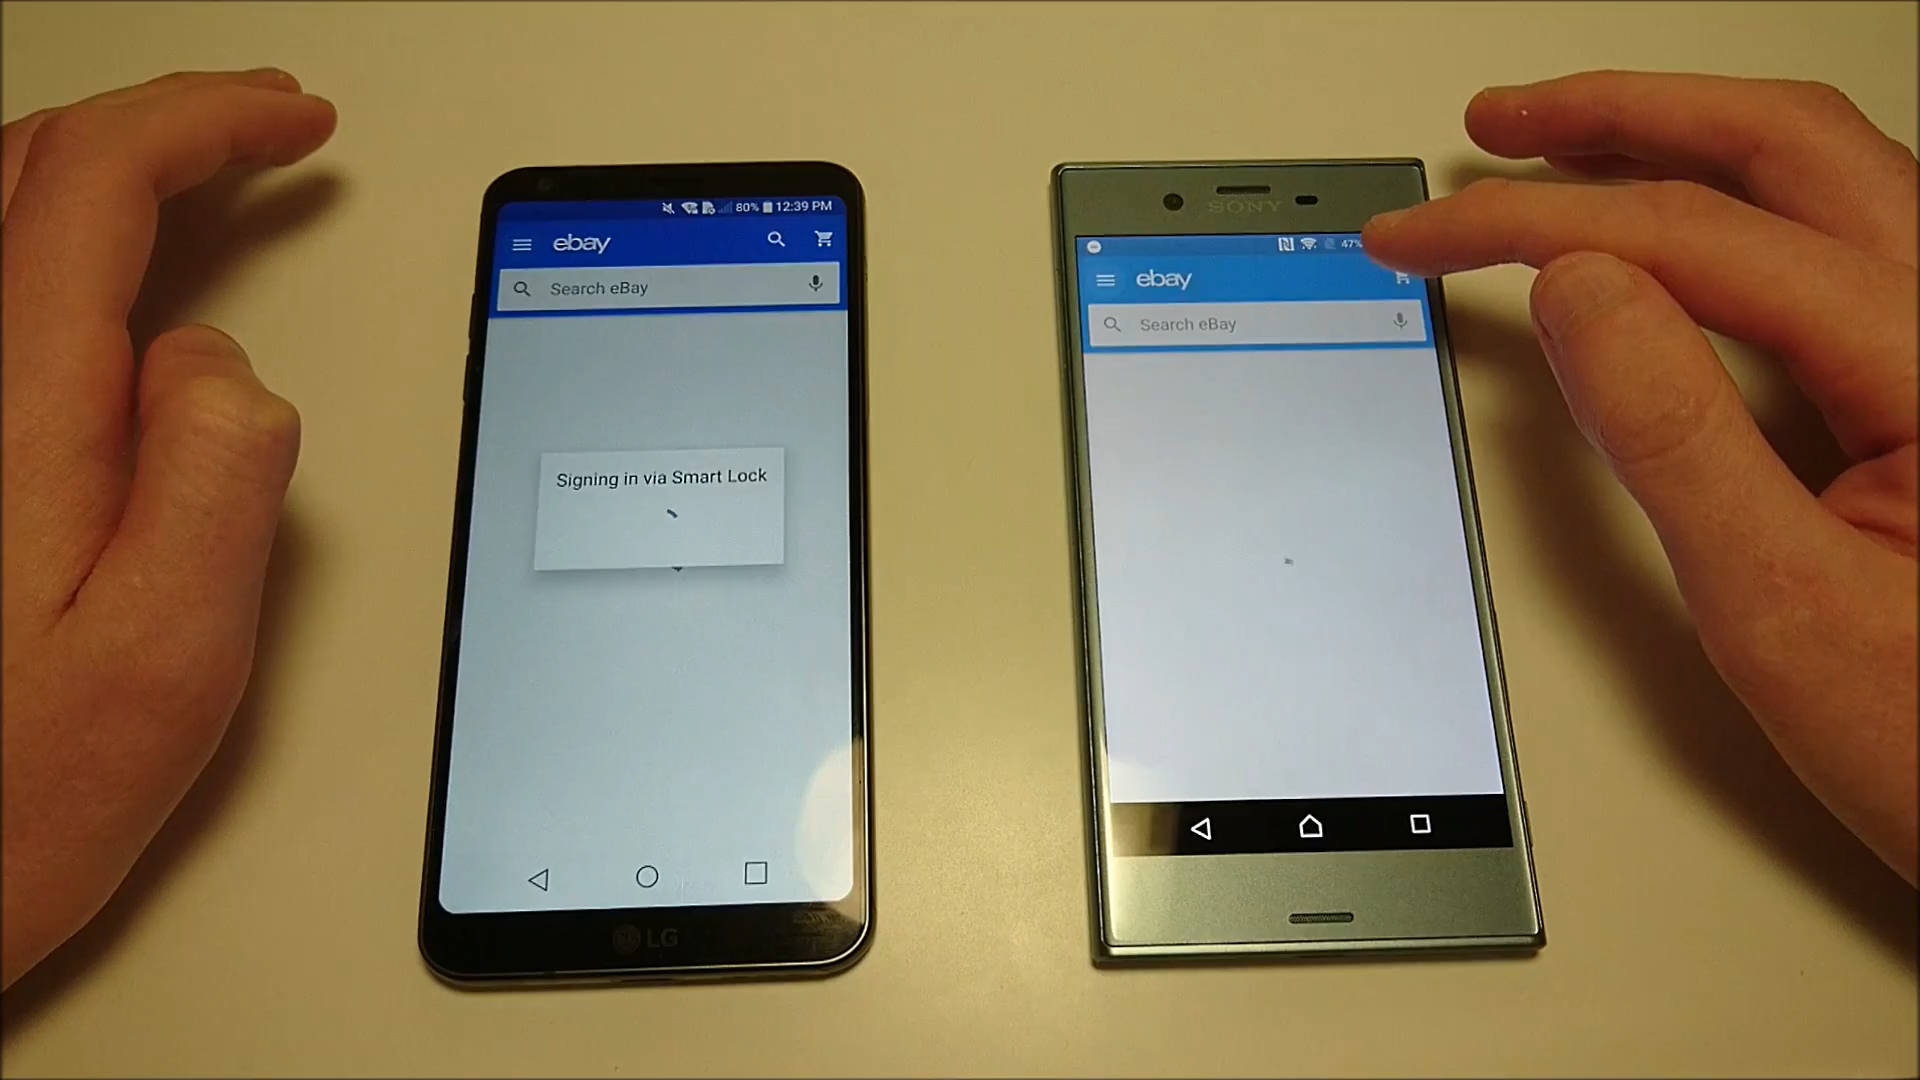 80% 12:39 PM
ebay
Search eBay
Signing in via Smart Lock
LG
SONY
47%
ebay
Search eBay